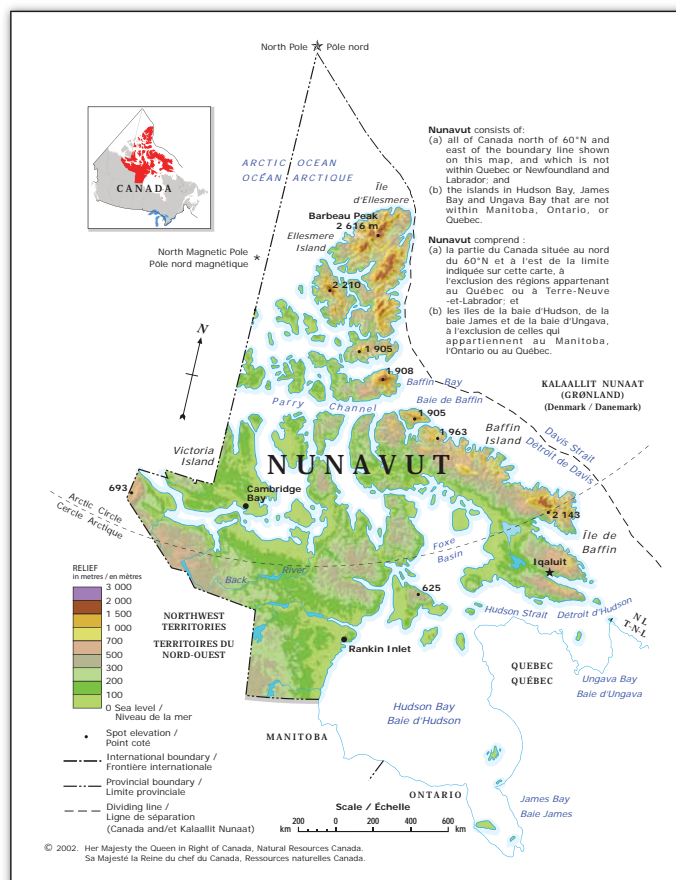 North Pole Pôle nord
CANADA
ARCTIC OCEAN
OCÉAN ARCTIQUE
Nunavut consists of:
(a) all of Canada north of 60°N and
east of the boundary line shown
on this map, and which is not
within Quebec or Newfoundland and
Labrador; and
(b) the islands in Hudson Bay, James
Bay and Ungava Bay that are not
within Manitoba, Ontario, or
Quebec.
Nunavut comprend :
(a) la partie du Canada située au nord
du 60°N et à l'est de la limite
indiquée sur cette carte, à
l'exclusion des régions appartenant
au Québec ou à Terre-Neuve
-et-Labrador; et
(b) les îles de la baie d'Hudson, de la
baie James et de la baie d'Ungava,
à l'exclusion de celles qui
appartiennent au Manitoba,
l'Ontario ou au Québec.
Île
d'Ellesmere
Barbeau Peak
2 616 m
Ellesmere
Island
North Magnetic Pole
Pôle nord magnétique
2 210
N
1 905
1 908
Baffin Bay
Baie de Baffin
KALAALLIT NUNAAT
(GRØNLAND)
(Denmark / Danemark)
Parry Channel
1 905
1 963
Baffin
Island
Davis Strait
Détroit de Davis
Victoria
Island
NUNAVUT
693
Cambridge
Bay
Arctic Circle
Cercle Arctique
2 143
Foxe
Basin
Île de
Baffin
Iqaluit
Back River
625
Hudson Strait Détroit d'Hudson
NL
T-NL
RELIEF
in metres / en mètres
3 000
2 000
1 500
1 000
700
500
300
200
100
0 Sea level /
Niveau de la mer
NORTHWEST
TERRITORIES
TERRITOIRES DU
NORD-OUEST
Rankin Inlet
QUEBEC
QUÉBEC
Ungava Bay
Baie d'Ungava
Hudson Bay
Baie d'Hudson
MANITOBA
ONTARIO
James Bay
Baie James
Spot elevation /
Point coté
International boundary /
Frontière internationale
Provincial boundary /
Limite provinciale
Dividing line /
Ligne de séparation
(Canada and/et Kalaallit Nunaat)
Scale / Échelle
200 0 200 400 600
km km
© 2002. Her Majesty the Queen in Right of Canada, Natural Resources Canada.
Sa Majesté la Reine du chef du Canada, Ressources naturelles Canada.